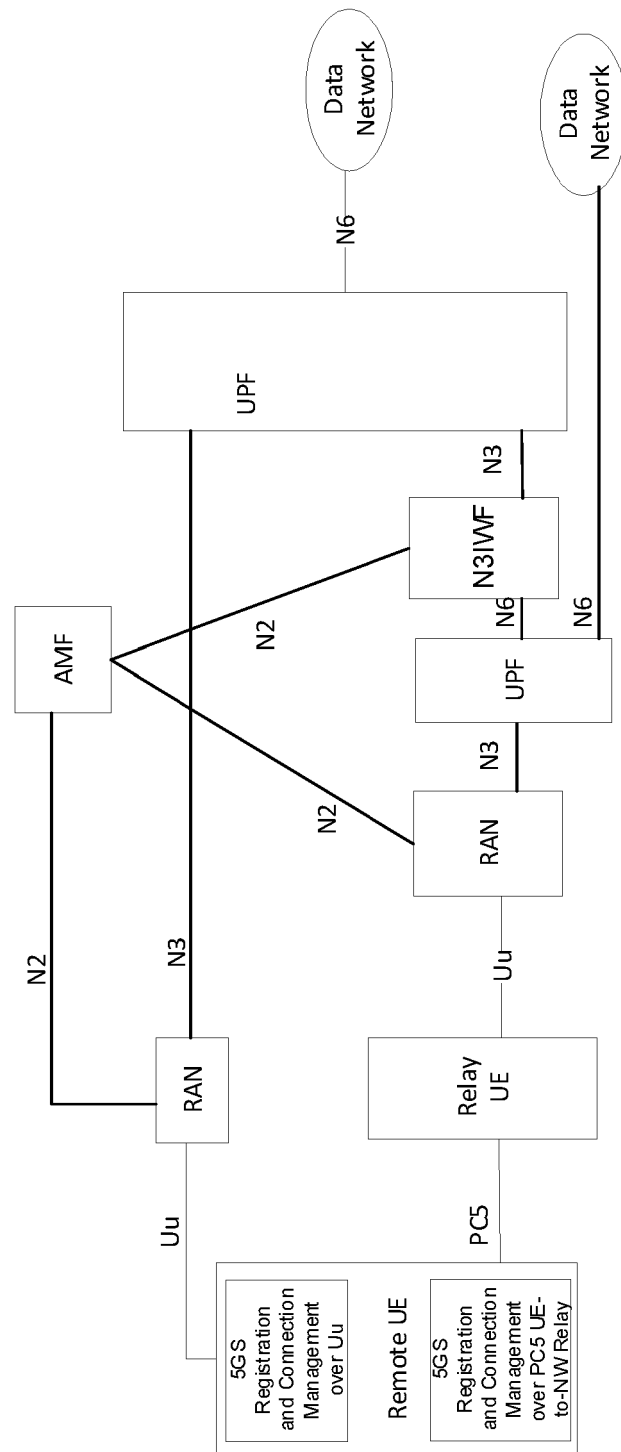 5GS
Registration
and Connection
Management
over Uu
Remote UE
5GS
Registration
and Connection
Management
over PC5 UE-
to-NW Relay
Uu
PC5
RAN
Relay
UE
N2
N3
Uu
AMF
N2
RAN
N3
N2
UPF
N6
N6
N3IWF
N3
UPF
N6
Data
Network
Data
Network